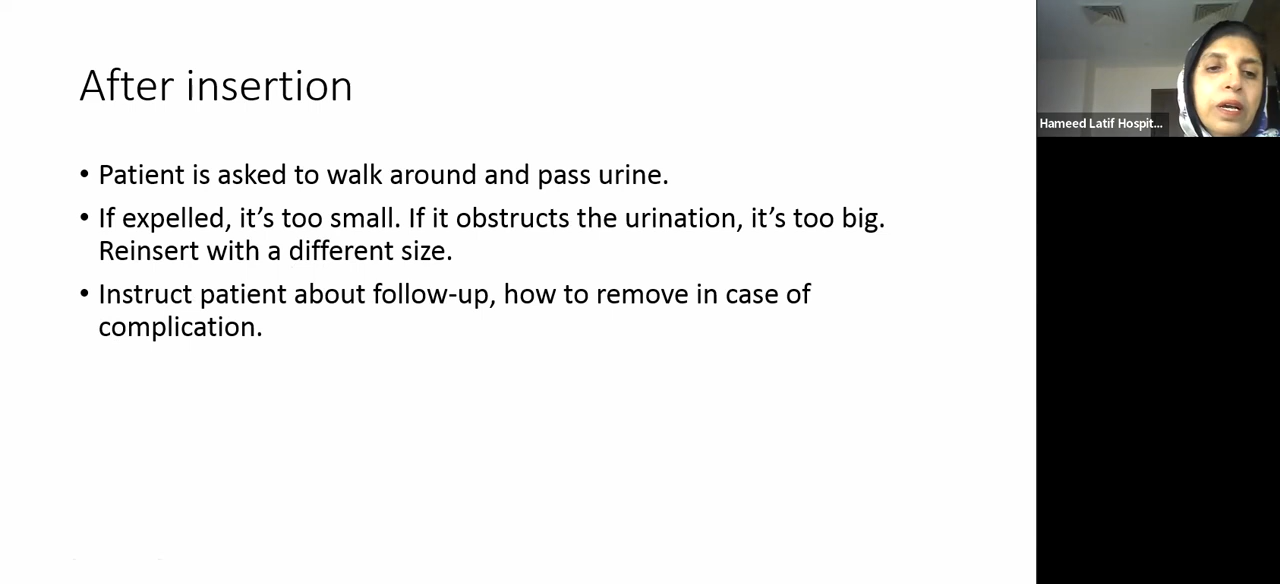 After insertion
• Patient is asked to walk around and pass urine.
• If expelled, it’s too small. If it obstructs the urination, it’s too big.
Reinsert with a different size.
• Instruct patient about follow-up, how to remove in case of
complication.
Hameed Latif Hospit...